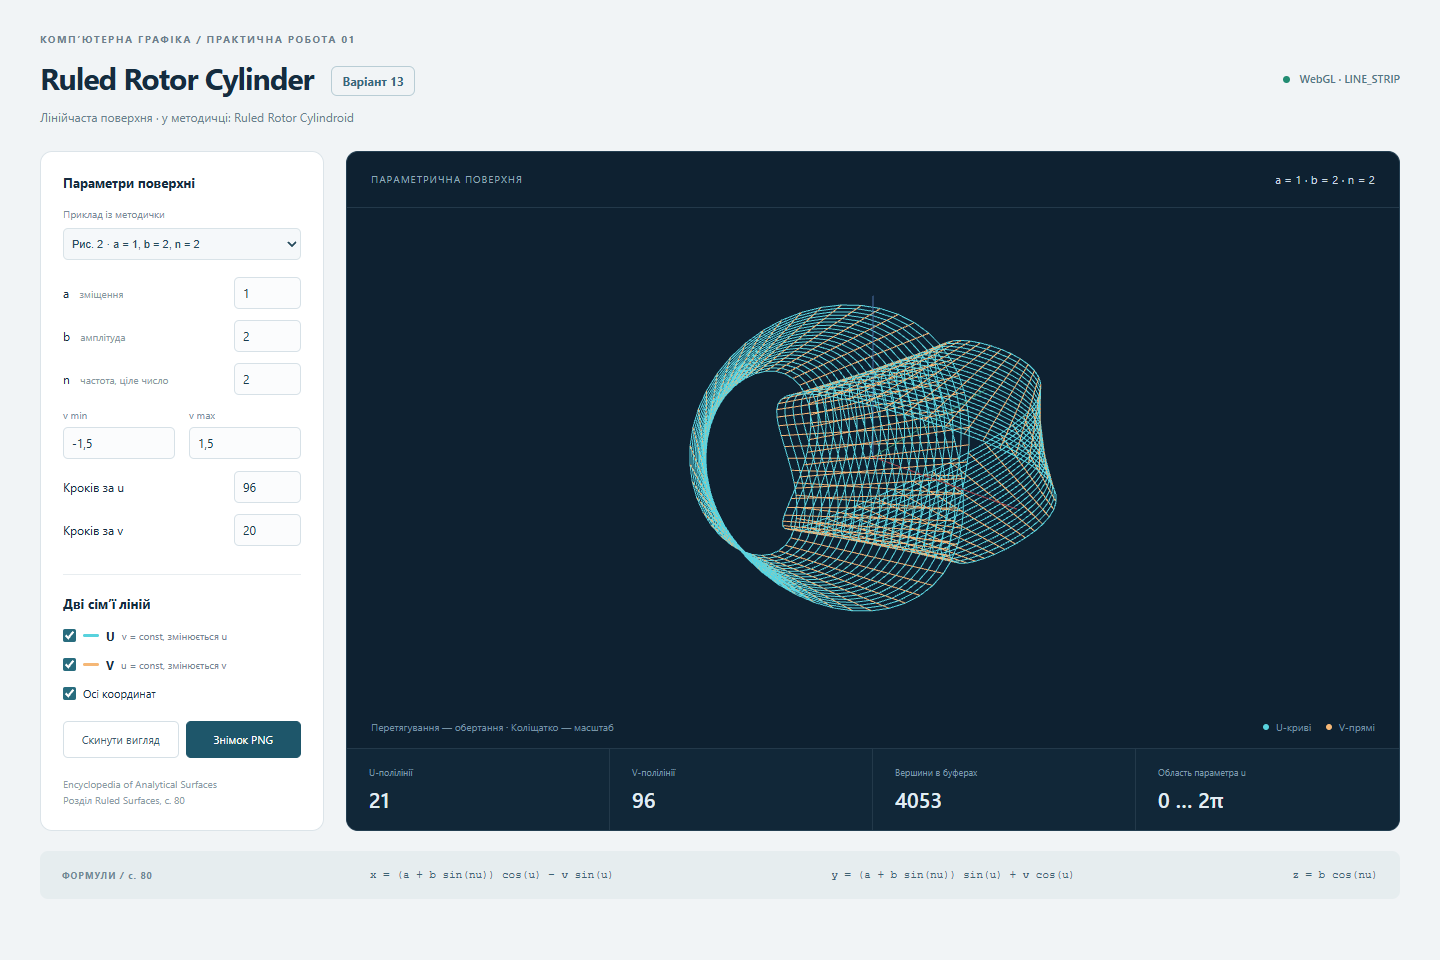 КОМП’ЮТЕРНА ГРАФІКА / ПРАКТИЧНА РОБОТА 01
Ruled Rotor Cylinder
Варіант 13
WebGL · LINE_STRIP
Лінійчаста поверхня · у методичці: Ruled Rotor Cylindroid
Параметри поверхні
Приклад із методички
Рис. 2 · a = 1, b = 2, n = 2
a зміщення 1
b амплітуда 2
n частота, ціле число 2
v min v max
-1,5 1,5
Кроків за u 96
Кроків за v 20
Дві сім’ї ліній
U v = const, змінюється u
V u = const, змінюється v
Осі координат
Скинути вигляд Знімок PNG
Encyclopedia of Analytical Surfaces
Розділ Ruled Surfaces, с. 80
ПАРАМЕТРИЧНА ПОВЕРХНЯ
a = 1 · b = 2 · n = 2
Перетягування — обертання · Коліщатко — масштаб
U-криві V-прямі
U-полілінії V-полілінії Вершини в буферах Область параметра u
21 96 4053 0 … 2π
ФОРМУЛИ / с. 80
x = (a + b sin(nu)) cos(u) − v sin(u)
y = (a + b sin(nu)) sin(u) + v cos(u)
z = b cos(nu)